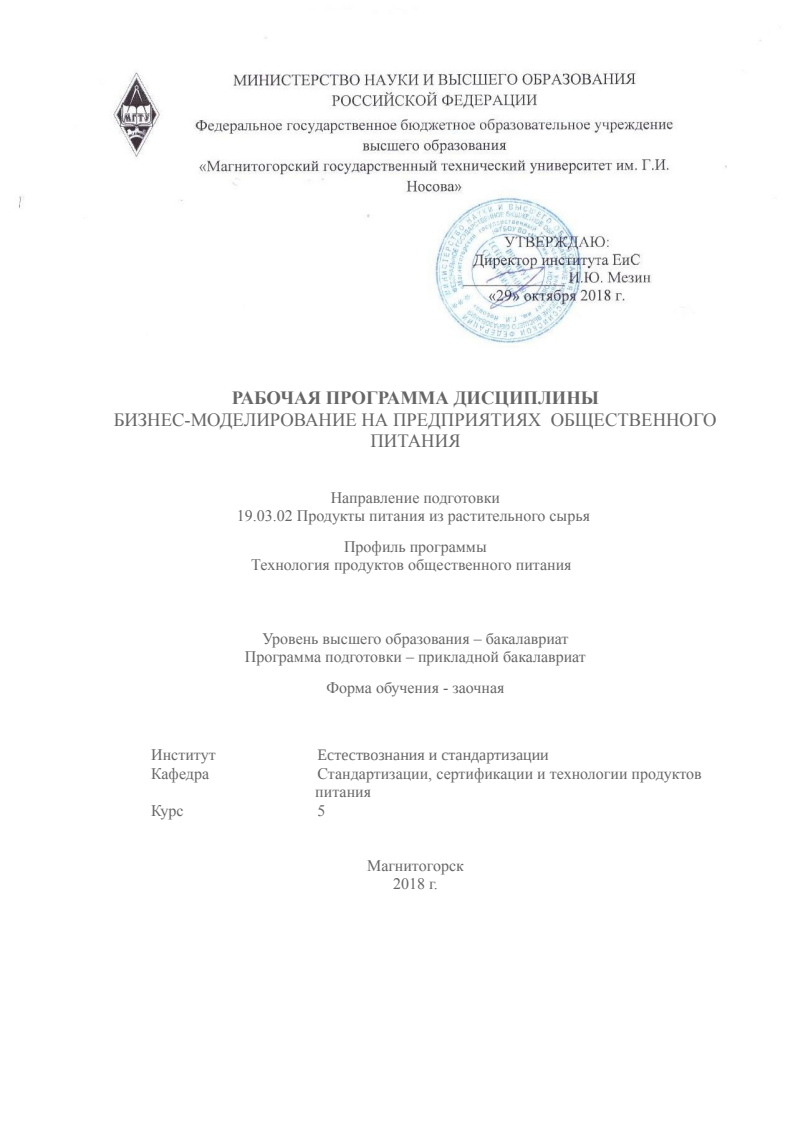 МИНИСТЕРСТВО НАУКИ И ВЫСШЕГО ОБРАЗОВАНИЯ
РОССИЙСКОЙ ФЕДЕРАЦИИ
Федеральное государственное бюджетное образовательное учреждение
высшего образования
«Магнитогорский государственный технический университет им. Г.И.
Носова»
МГТУ
УТВЕРЖДАЮ:
Директор института ЕиС
И.Ю. Мезин
«29» октября 2018 г.
РАБОЧАЯ ПРОГРАММА ДИСЦИПЛИНЫ
БИЗНЕС-МОДЕЛИРОВАНИЕ НА ПРЕДПРИЯТИЯХ ОБЩЕСТВЕННОГО
ПИТАНИЯ
Направление подготовки
19.03.02 Продукты питания из растительного сырья
Профиль программы
Технология продуктов общественного питания
Уровень высшего образования – бакалавриат
Программа подготовки – прикладной бакалавриат
Форма обучения - заочная
Институт Естествознания и стандартизации
Кафедра Стандартизации, сертификации и технологии продуктов
питания
Курс 5
Магнитогорск
2018 г.